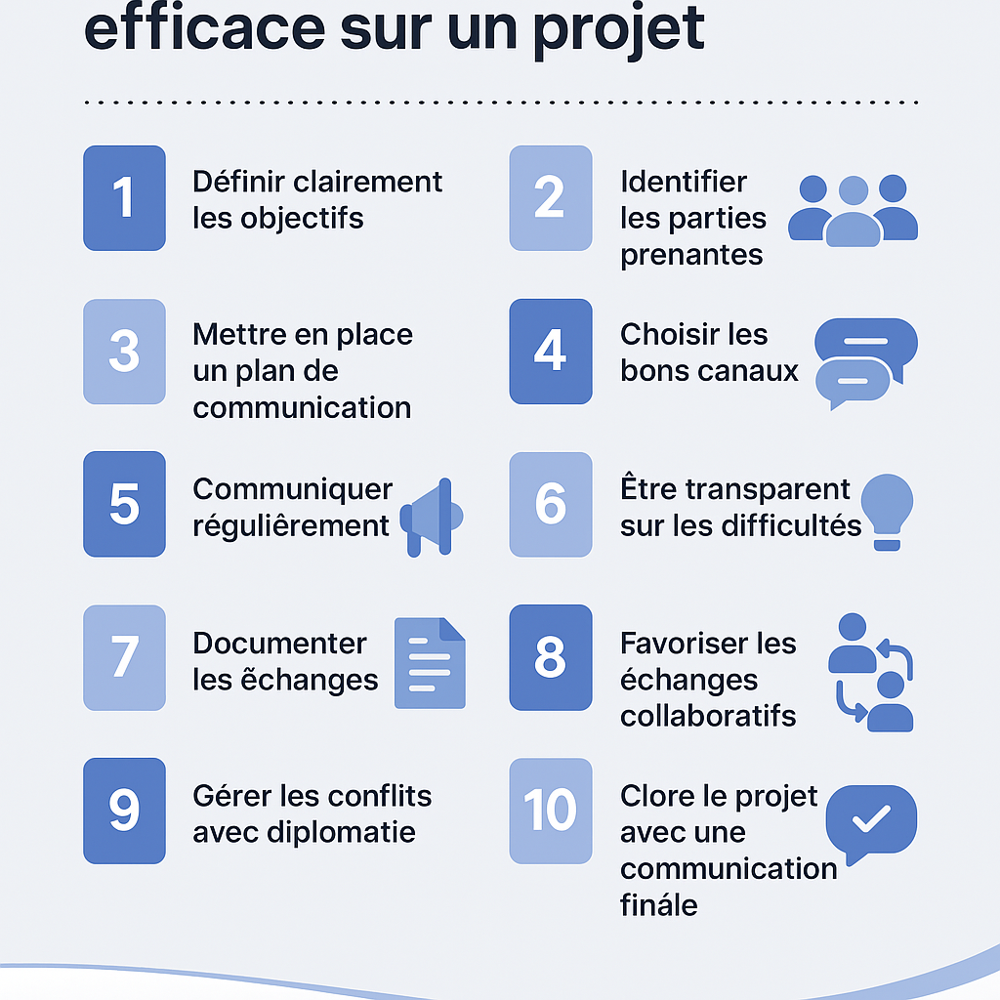 efficace sur un projet
1
Définir clairement
les objectifs
2
Identifier
les parties
prenantes
3
Mettre en place
un plan de
communication
4
Choisir les
bons canaux
5
Communiquer
régulièrement
6
Être transparent
sur les difficultés
7
Documenter
les ẽchanges
8
Favoriser les
échanges
collaboratifs
9
Gérer les conflits
avec diplomatie
10
Clore le projet
avec une
communication
finále